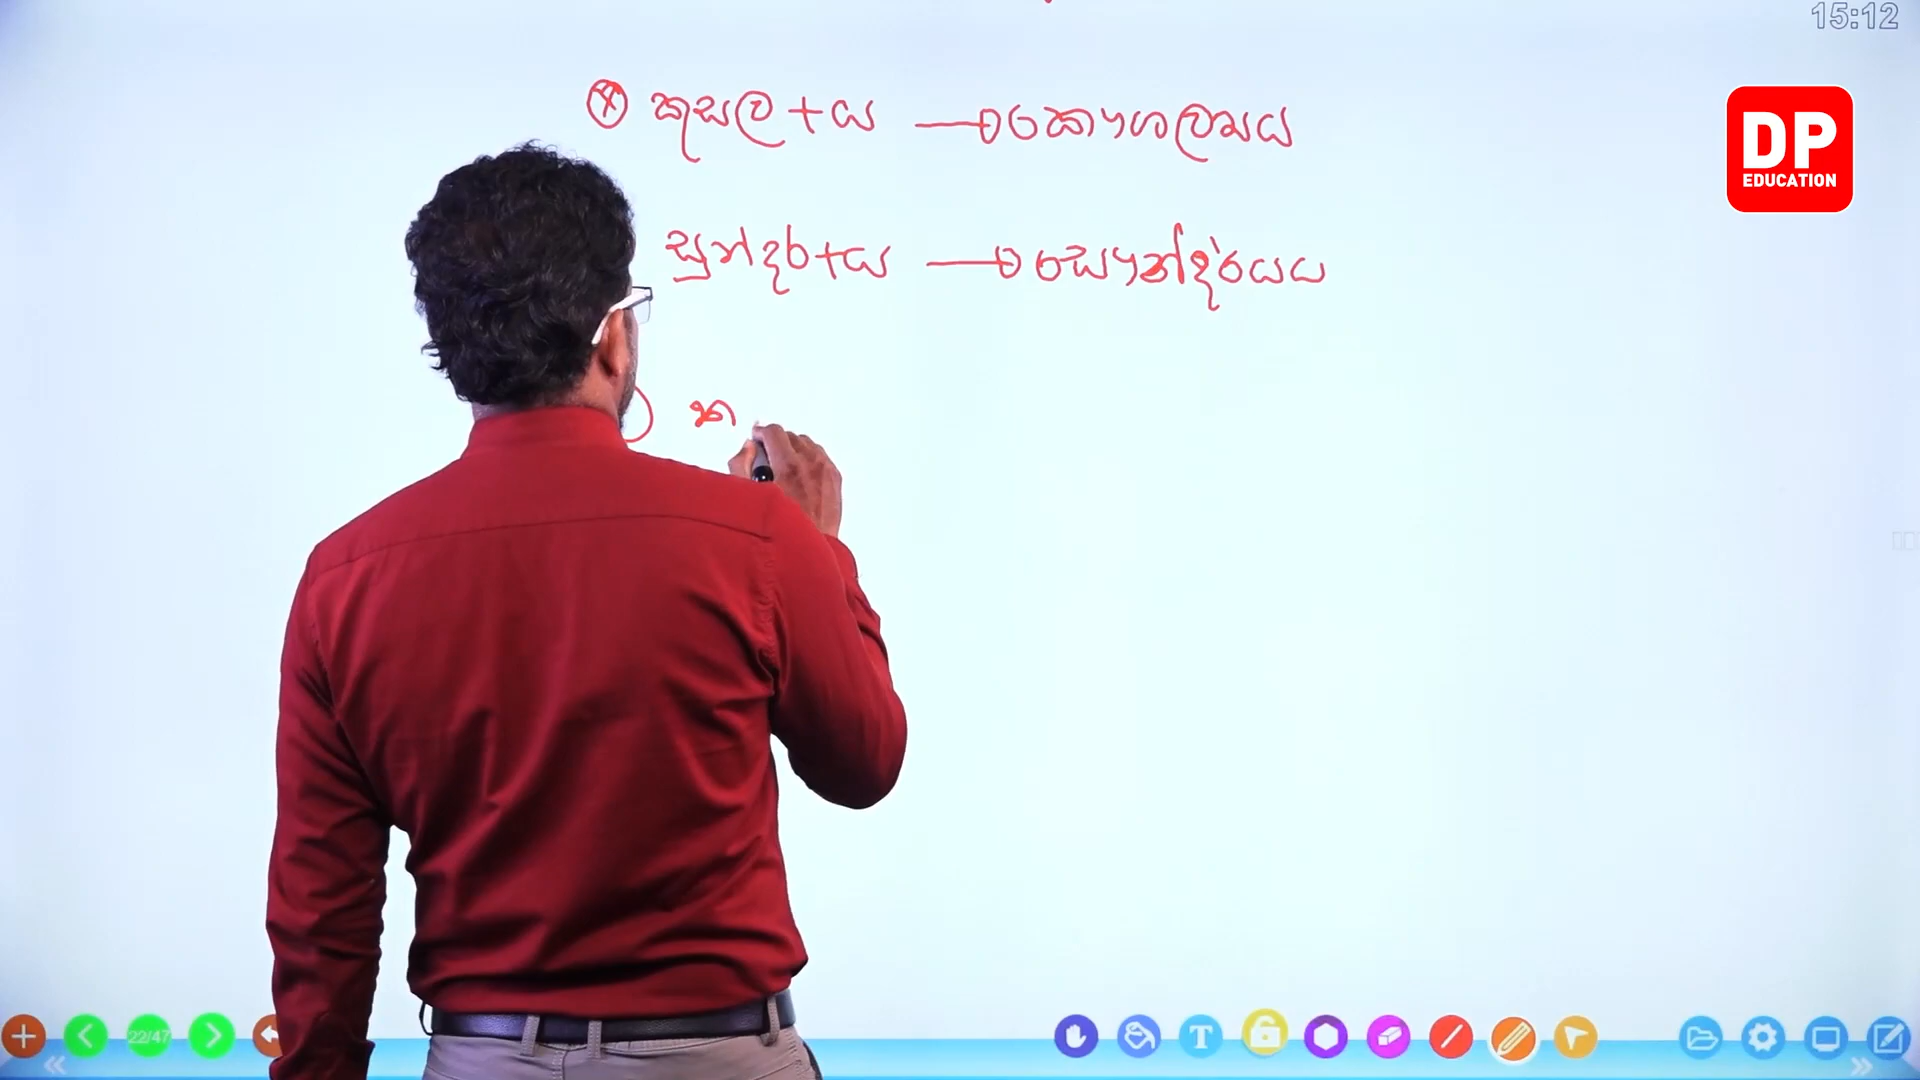 15:12
DP
EDUCATION
කුසල + ය → කෞශල්‍යය
සුන්දර + ය → සෞන්දර්යය
ක
22/47
T